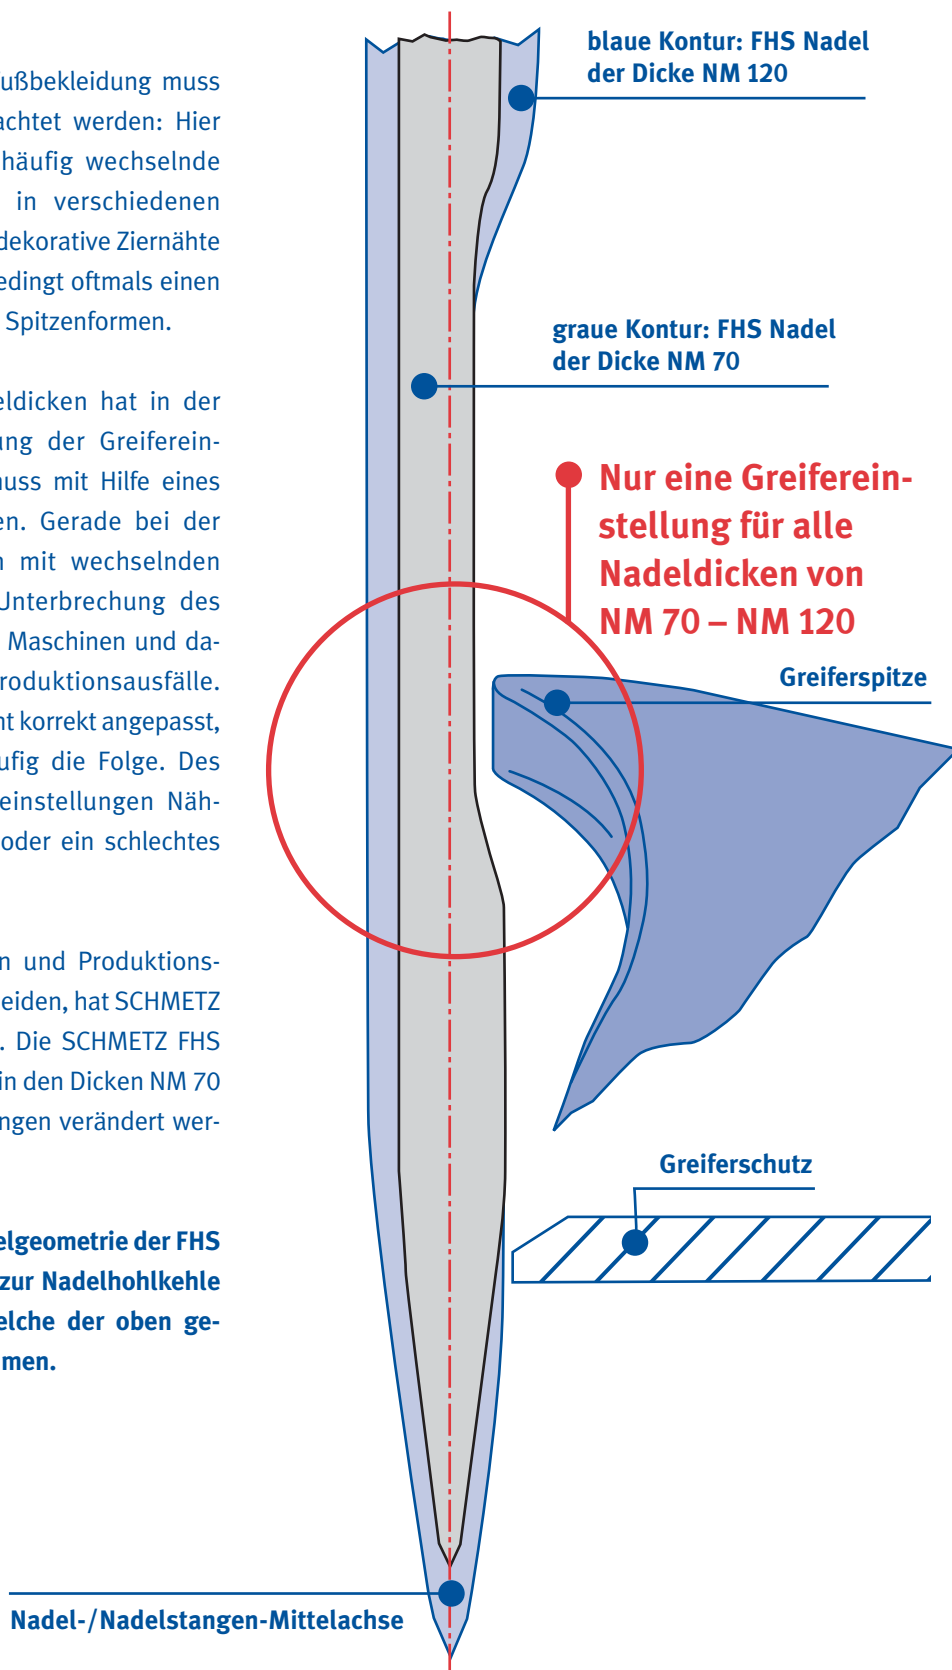 ußbekleidung muss
achtet werden: Hier
häufig wechselnde
in verschiedenen
dekorative Ziernähte
edingt oftmals einen
Spitzenformen.
eldicken hat in der
ung der Greiferein-
nuss mit Hilfe eines
en. Gerade bei der
n mit wechselnden
Unterbrechung des
Maschinen und da-
roduktionsausfälle.
ht korrekt angepasst,
ufig die Folge. Des
einstellungen Näh-
oder ein schlechtes
n und Produktions-
eiden, hat SCHMETZ
. Die SCHMETZ FHS
in den Dicken NM 70
ngen verändert wer-
elgeometrie der FHS
zur Nadelhohlkehle
elche der oben ge-
men.
blaue Kontur: FHS Nadel
der Dicke NM 120
graue Kontur: FHS Nadel
der Dicke NM 70
Nur eine Greiferein-
stellung für alle
Nadeldicken von
NM 70 – NM 120
Greiferspitze
Greiferschutz
Nadel-/Nadelstangen-Mittelachse